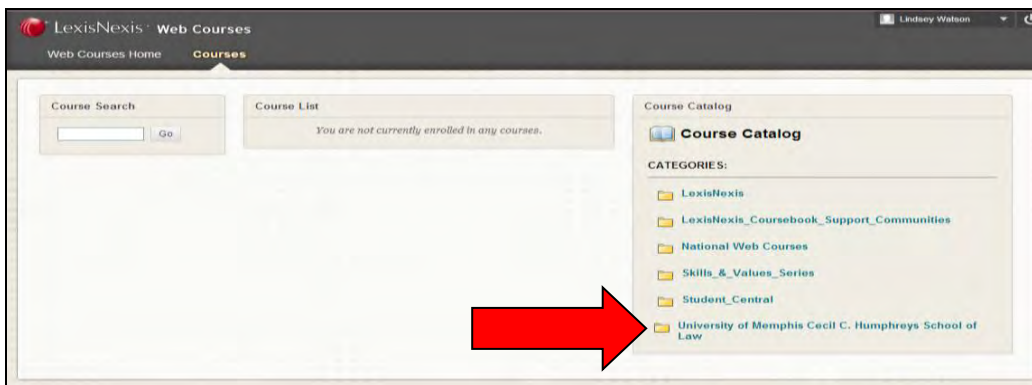 LexisNexis® Web Courses
Lindsey Watson
Web Courses Home Courses
Course Search
Go
Course List
You are not currently enrolled in any courses.
Course Catalog
Course Catalog
CATEGORIES:
LexisNexis
LexisNexis_Coursebook_Support_Communities
National Web Courses
Skills_&_Values_Series
Student_Central
University of Memphis Cecil C. Humphreys School of
Law